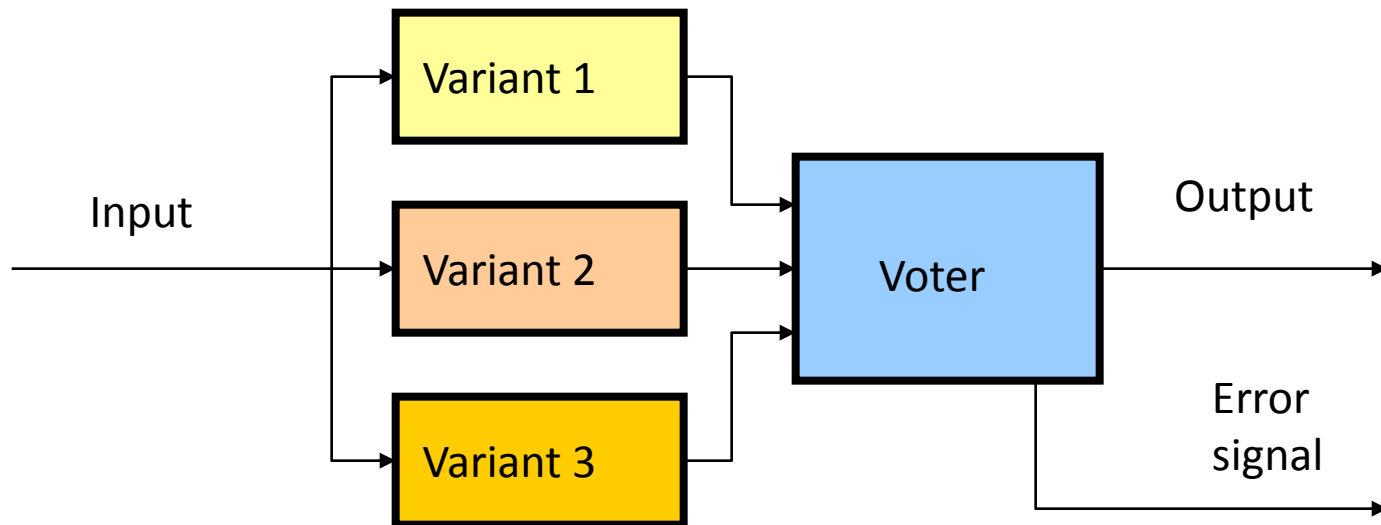 Variant 1
Input
Variant 2
Variant 3
Voter
Output
Error
signal